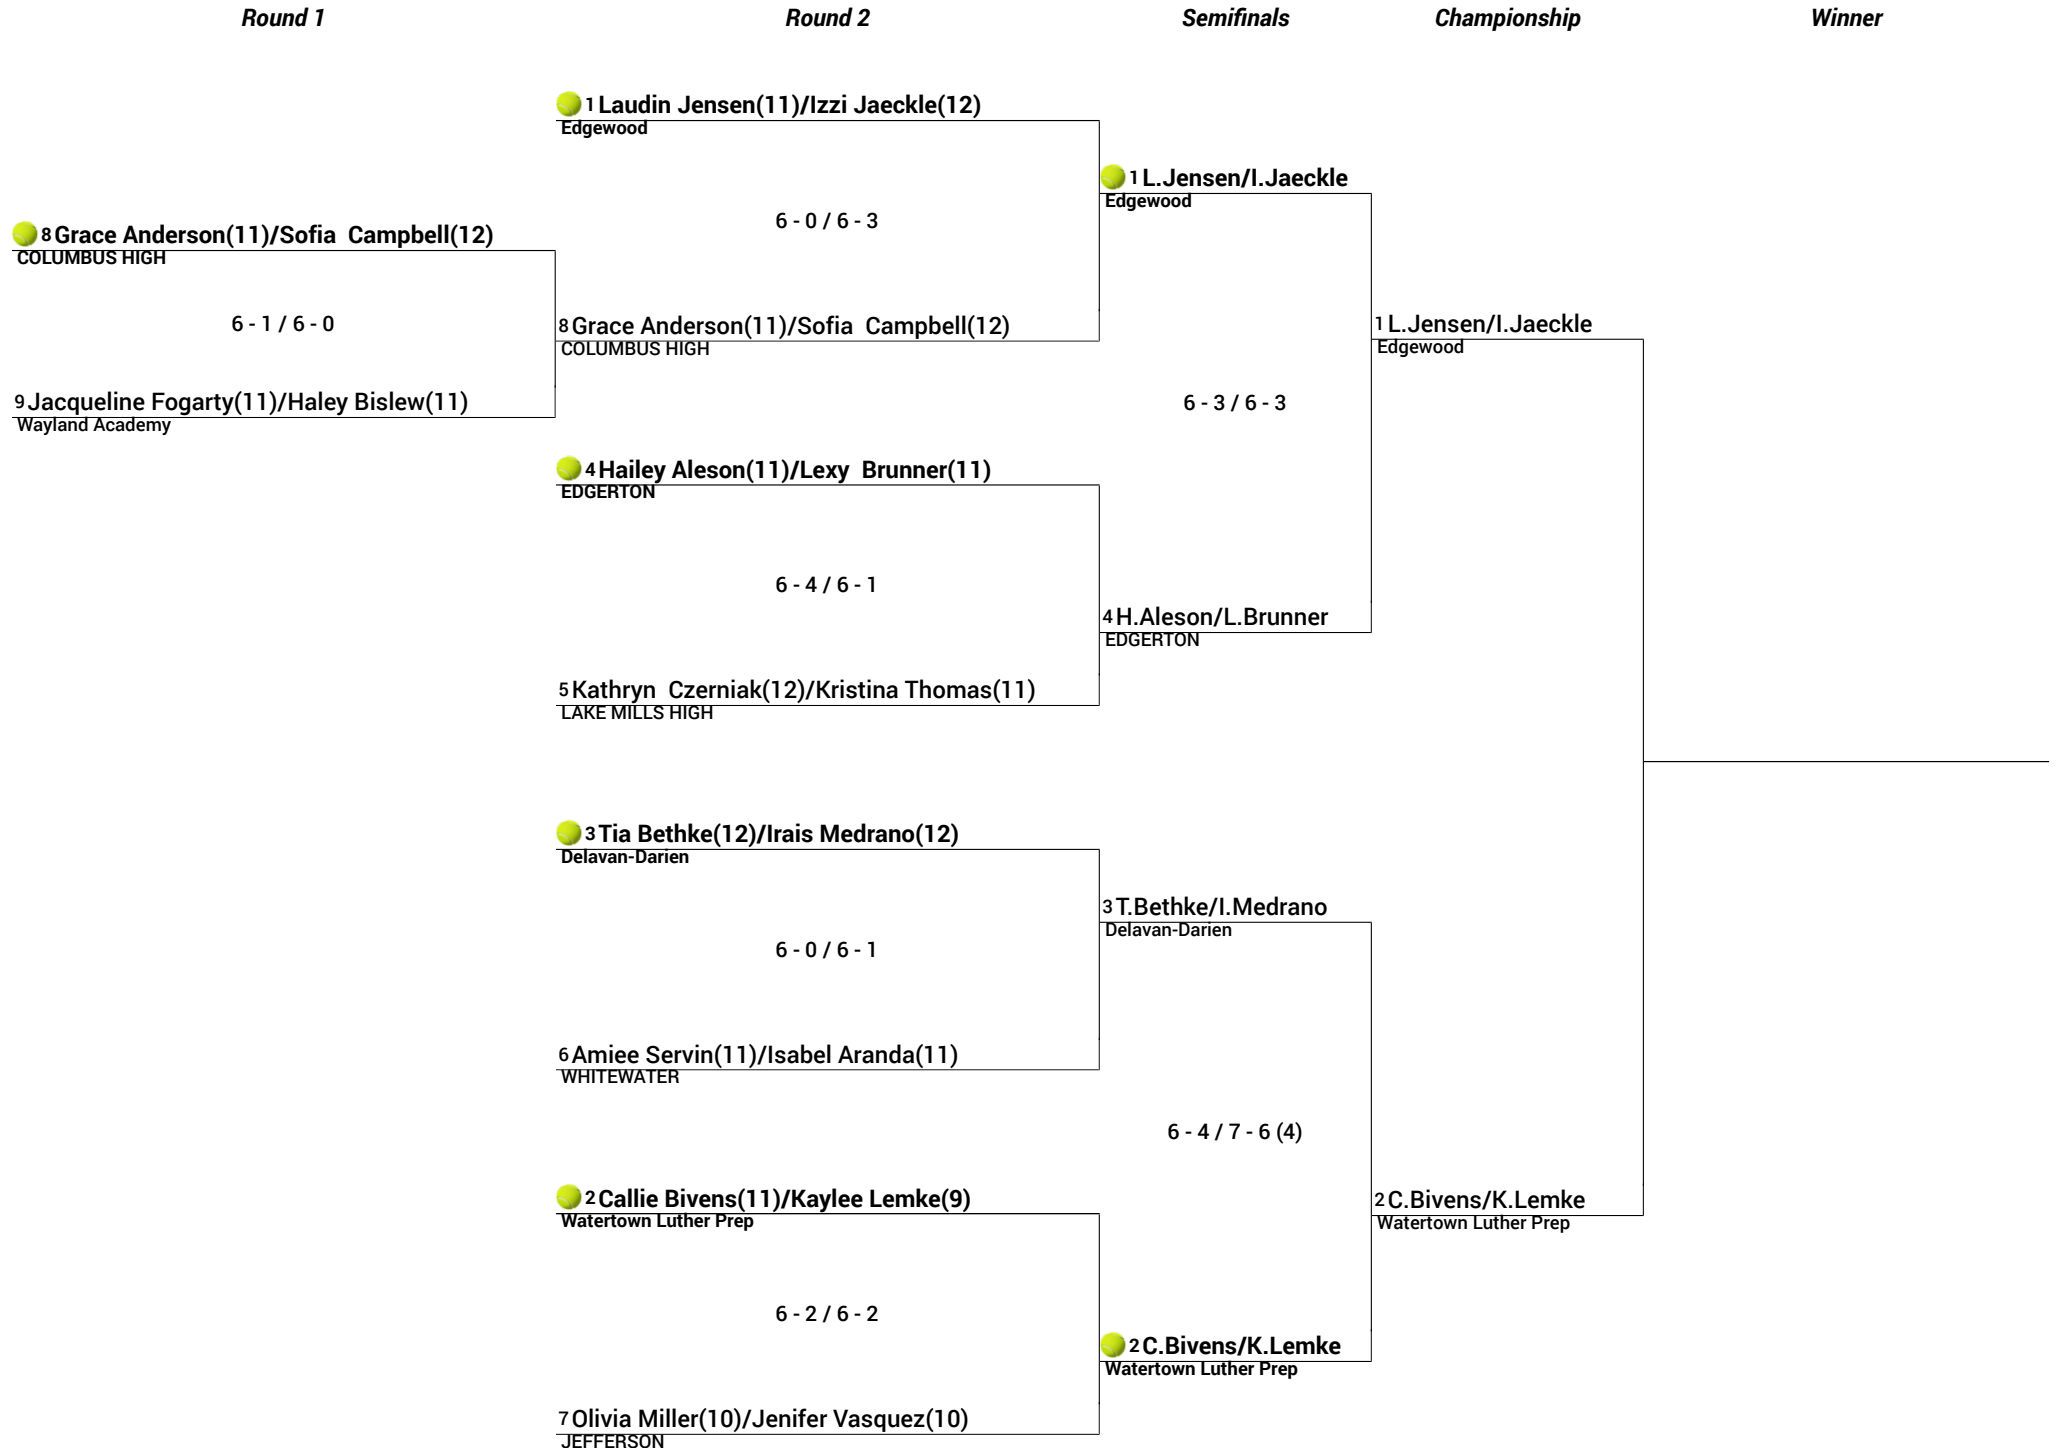 Round 1
Round 2
Semifinals
Championship
Winner
1 Laudin Jensen(11)/Izzi Jaeckle(12)
Edgewood
1 L.Jensen/I.Jaeckle
Edgewood
6 - 0 / 6 - 3
8 Grace Anderson(11)/Sofia  Campbell(12)
COLUMBUS HIGH
6 - 1 / 6 - 0
8 Grace Anderson(11)/Sofia  Campbell(12)
COLUMBUS HIGH
1 L.Jensen/I.Jaeckle
Edgewood
9 Jacqueline Fogarty(11)/Haley Bislew(11)
Wayland Academy
6 - 3 / 6 - 3
4 Hailey Aleson(11)/Lexy  Brunner(11)
EDGERTON
6 - 4 / 6 - 1
4 H.Aleson/L.Brunner
EDGERTON
5 Kathryn  Czerniak(12)/Kristina Thomas(11)
LAKE MILLS HIGH
3 Tia Bethke(12)/Irais Medrano(12)
Delavan-Darien
3 T.Bethke/I.Medrano
Delavan-Darien
6 - 0 / 6 - 1
6 Amiee Servin(11)/Isabel Aranda(11)
WHITEWATER
6 - 4 / 7 - 6 (4)
2 Callie Bivens(11)/Kaylee Lemke(9)
Watertown Luther Prep
2 C.Bivens/K.Lemke
Watertown Luther Prep
6 - 2 / 6 - 2
2 C.Bivens/K.Lemke
Watertown Luther Prep
7 Olivia Miller(10)/Jenifer Vasquez(10)
JEFFERSON